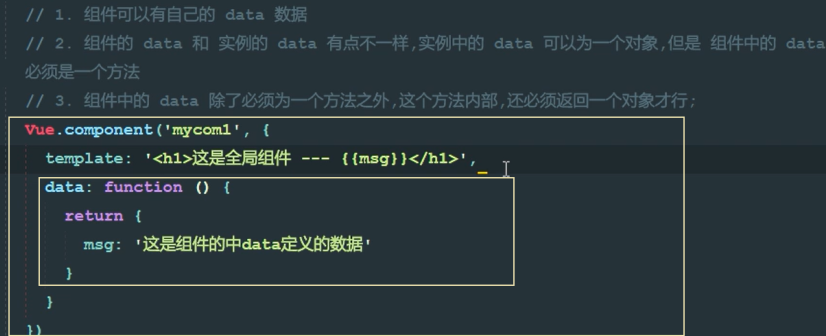 // 1. 组件可以有自己的 data 数据
// 2. 组件的 data 和 实例的 data 有点不一样,实例中的 data 可以为一个对象,但是 组件中的 data
必须是一个方法
// 3. 组件中的 data 除了必须为一个方法之外,这个方法内部,还必须返回一个对象才行;
Vue.component('mycom1', {
template: '<h1>这是全局组件 --- {{msg}}</h1>',
data: function () {
return {
msg: '这是组件的中data定义的数据'
}
}
})